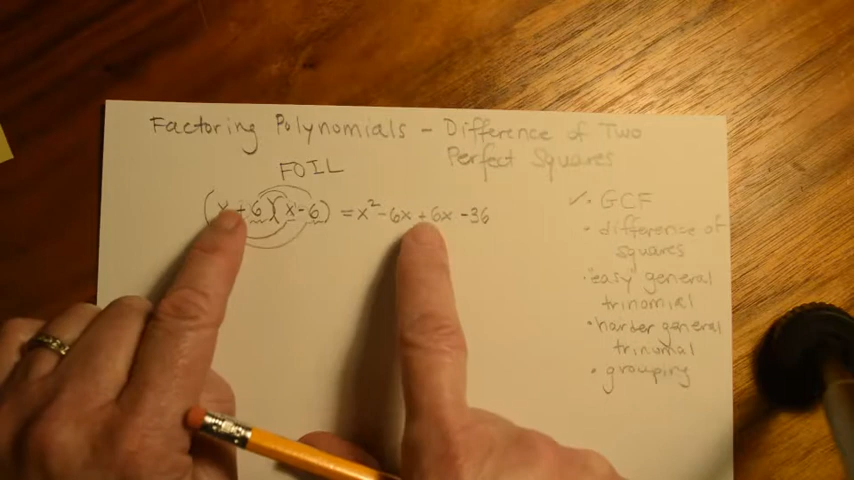 Factoring Polynomials - Difference of Two
Perfect Squares
FOIL
(x+6)(x-6) = x² - 6x + 6x - 36
✓• GCF
• difference of
squares
• "easy" general
trinomial
• harder general
trinomial
• grouping